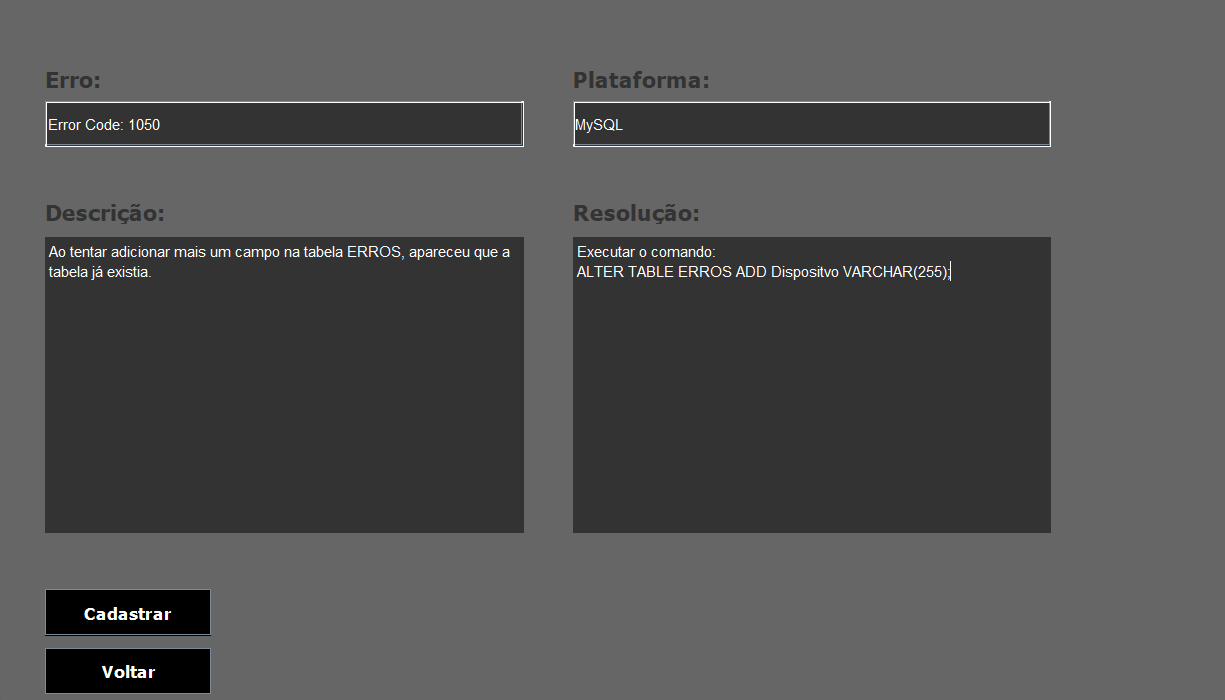 Erro:
Error Code: 1050
Plataforma:
MySQL
Descrição:
Ao tentar adicionar mais um campo na tabela ERROS, apareceu que a
tabela já existia.
Resolução:
Executar o comando:
ALTER TABLE ERROS ADD Dispositvo VARCHAR(255);
Cadastrar
Voltar